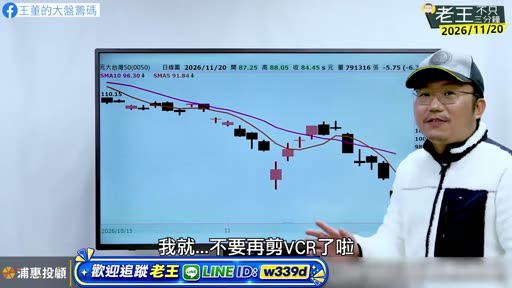 王董的大盤籌碼
老王不只三分鐘
2026/11/20
元大台灣50(0050) 日線圖 2026/11/20 開 87.25 高 88.05 收 84.45 s 元 量 791316 張 -5.75
SMA10 96.30 SMA5 91.84
110.15
2026/10/15
11
我就...不要再剪VCR了啦
浦惠投顧
歡迎追蹤 老王 LINE ID: w339d